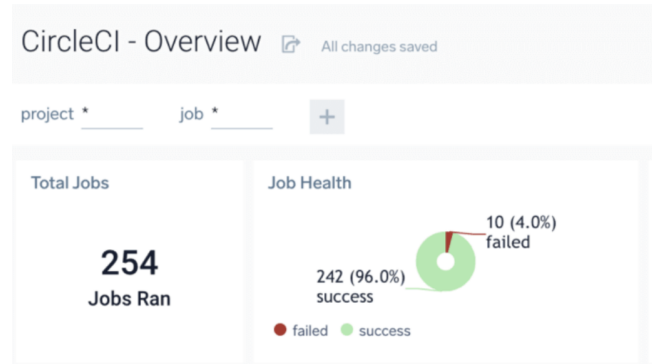 CircleCI - Overview All changes saved
project * job * +
Total Jobs
254
Jobs Ran
Job Health
10 (4.0%)
failed
242 (96.0%)
success
failed success